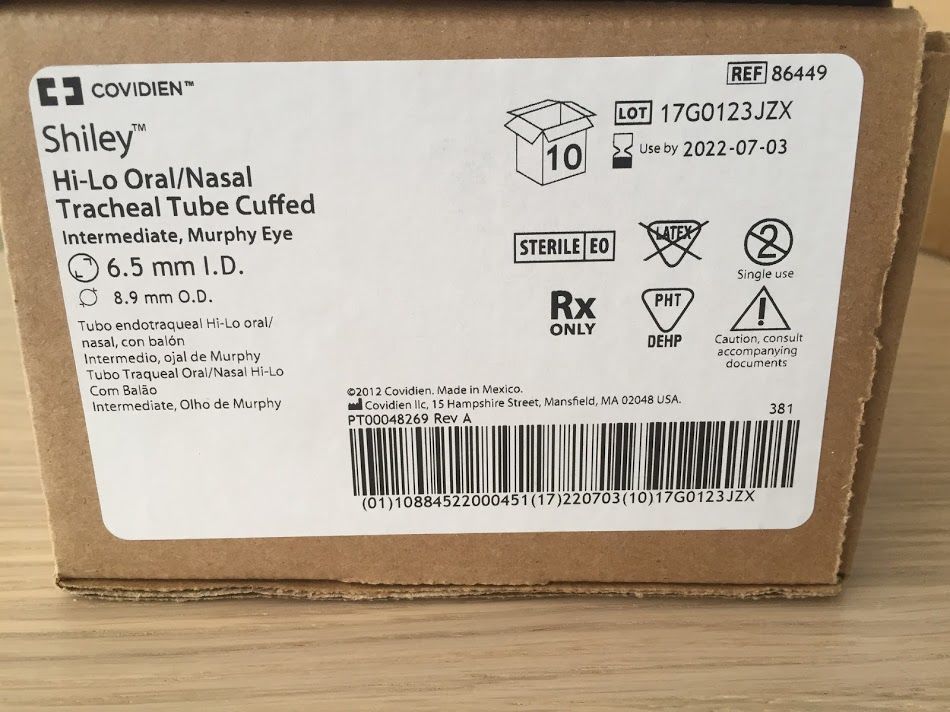 COVIDIEN™
Shiley™
Hi-Lo Oral/Nasal
Tracheal Tube Cuffed
Intermediate, Murphy Eye
6.5 mm I.D.
8.9 mm O.D.
Tubo endotraqueal Hi-Lo oral/
nasal, con balón
Intermedio, ojal de Murphy
Tubo Traqueal Oral/Nasal Hi-Lo
Com Balão
Intermediate, Olho de Murphy
REF 86449
10
LOT 17G0123JZX
Use by 2022-07-03
STERILE EO
LATEX
2
Single use
Rx
ONLY
PHT
DEHP
!
Caution, consult
accompanying
documents
©2012 Covidien. Made in Mexico.
Covidien llc, 15 Hampshire Street, Mansfield, MA 02048 USA.
PT00048269 Rev A
381
(01)10884522000451(17)220703(10)17G0123JZX